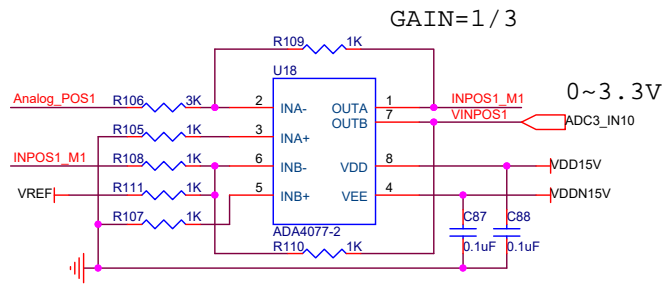 GAIN=1/3
R109 1K
U18
Analog_POS1 R106 3K 2 INA- OUTA 1 INPOS1_M1 0~3.3V
OUTB 7 VINPOS1 ADC3_IN10
R105 1K 3 INA+
INPOS1_M1 R108 1K 6 INB- VDD 8 VDD15V
VREF R111 1K 5 INB+ VEE 4 VDDN15V
R107 1K C87 C88
ADA4077-2
R110 1K 0.1uF 0.1uF